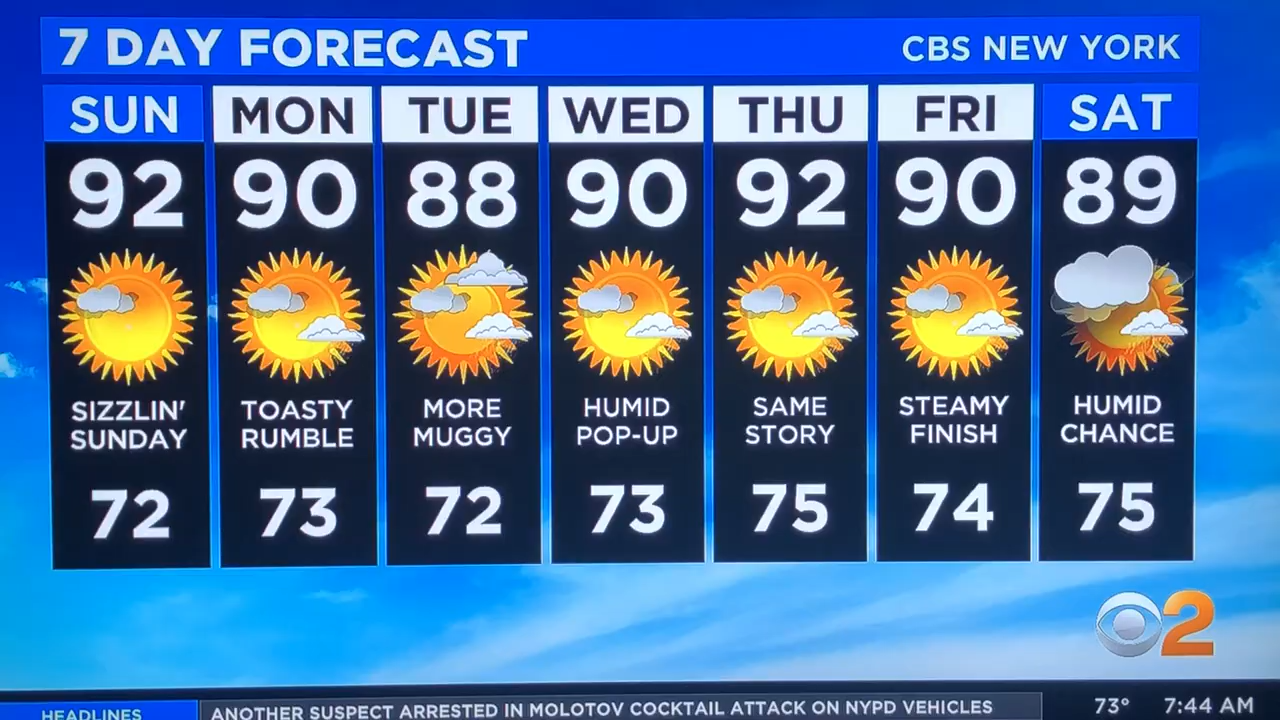 7 DAY FORECAST
CBS NEW YORK
SUN
92
SIZZLIN'
SUNDAY
72
MON
90
TOASTY
RUMBLE
73
TUE
88
MORE
MUGGY
72
WED
90
HUMID
POP-UP
73
THU
92
SAME
STORY
75
FRI
90
STEAMY
FINISH
74
SAT
89
HUMID
CHANCE
75
2
HEADLINES
ANOTHER SUSPECT ARRESTED IN MOLOTOV COCKTAIL ATTACK ON NYPD VEHICLES
73°
7:44 AM